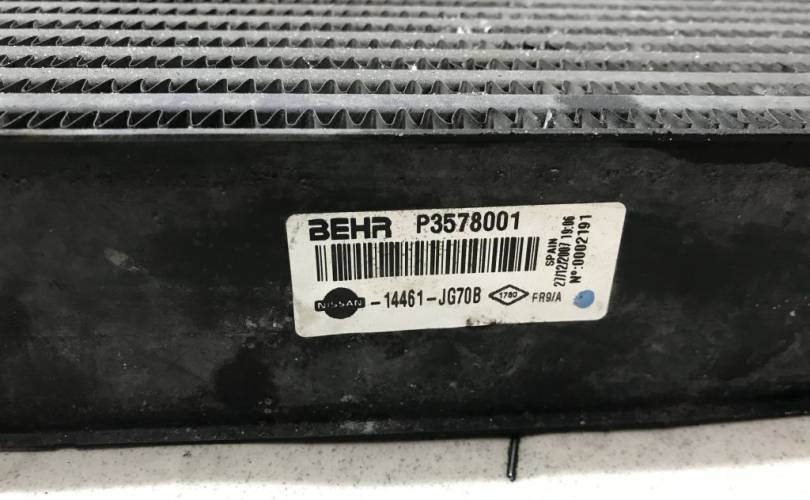 BEHR P3578001
NISSAN -14461-JG70B 1780 FR9/A
SPAIN
27/12/2007 19:06
Nº:0002191